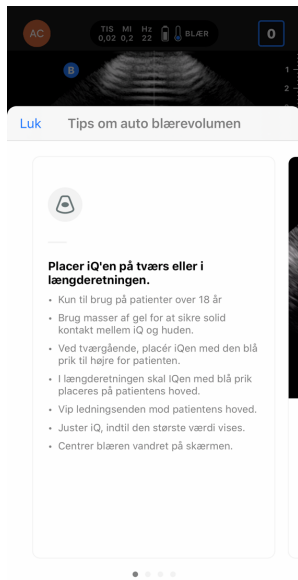 AC
TIS MI Hz
0,02 0,2 22
BLÆR
0
B
1
2
Luk
Tips om auto blærevolumen
Placer iQ'en på tværs eller i
længderetningen.
• Kun til brug på patienter over 18 år
• Brug masser af gel for at sikre solid
kontakt mellem iQ og huden.
• Ved tværgående, placér iQen med den blå
prik til højre for patienten.
• I længderetningen skal IQen med blå prik
placeres på patentens hoved.
• Vip ledningsenden mod patentens hoved.
• Juster iQ, indtil den største værdi vises.
• Centrer blæren vandret på skærmen.